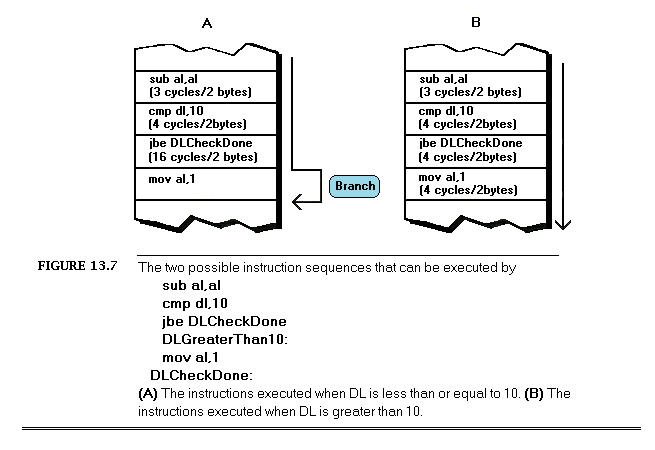 A
sub al,al
(3 cycles/2 bytes)
cmp dl,10
(4 cycles/2bytes)
jbe DLCheckDone
(16 cycles/2 bytes)
mov al,1
Branch
B
sub al,al
(3 cycles/2 bytes)
cmp dl,10
(4 cycles/2bytes)
jbe DLCheckDone
(4 cycles/2bytes)
mov al,1
(4 cycles/2bytes)
FIGURE 13.7 The two possible instruction sequences that can be executed by
sub al,al
cmp dl,10
jbe DLCheckDone
DLGreaterThan10:
mov al,1
DLCheckDone:
(A) The instructions executed when DL is less than or equal to 10. (B) The
instructions executed when DL is greater than 10.